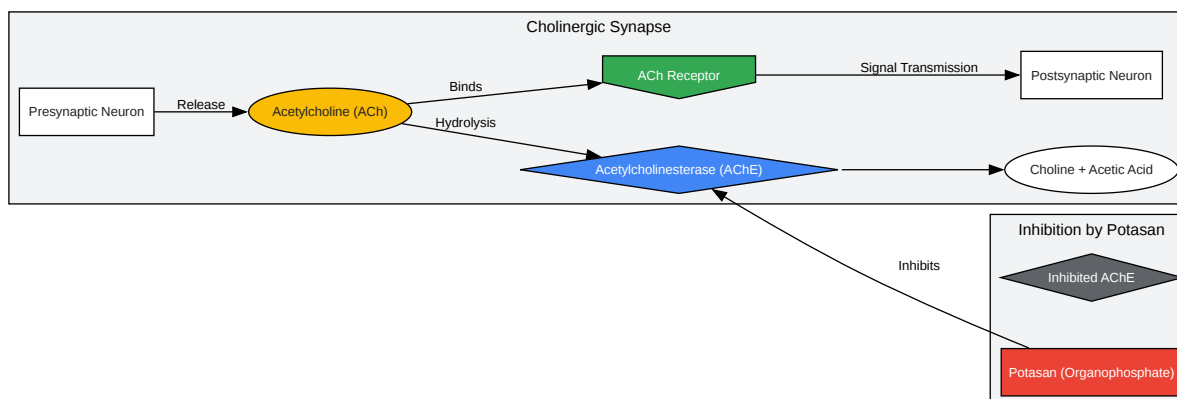 Cholinergic Synapse
Presynaptic Neuron
Release
Acetylcholine (ACh)
Binds
ACh Receptor
Signal Transmission
Postsynaptic Neuron
Hydrolysis
Acetylcholinesterase (AChE)
Choline + Acetic Acid
Inhibition by Potasan
Inhibited AChE
Inhibits
Potasan (Organophosphate)